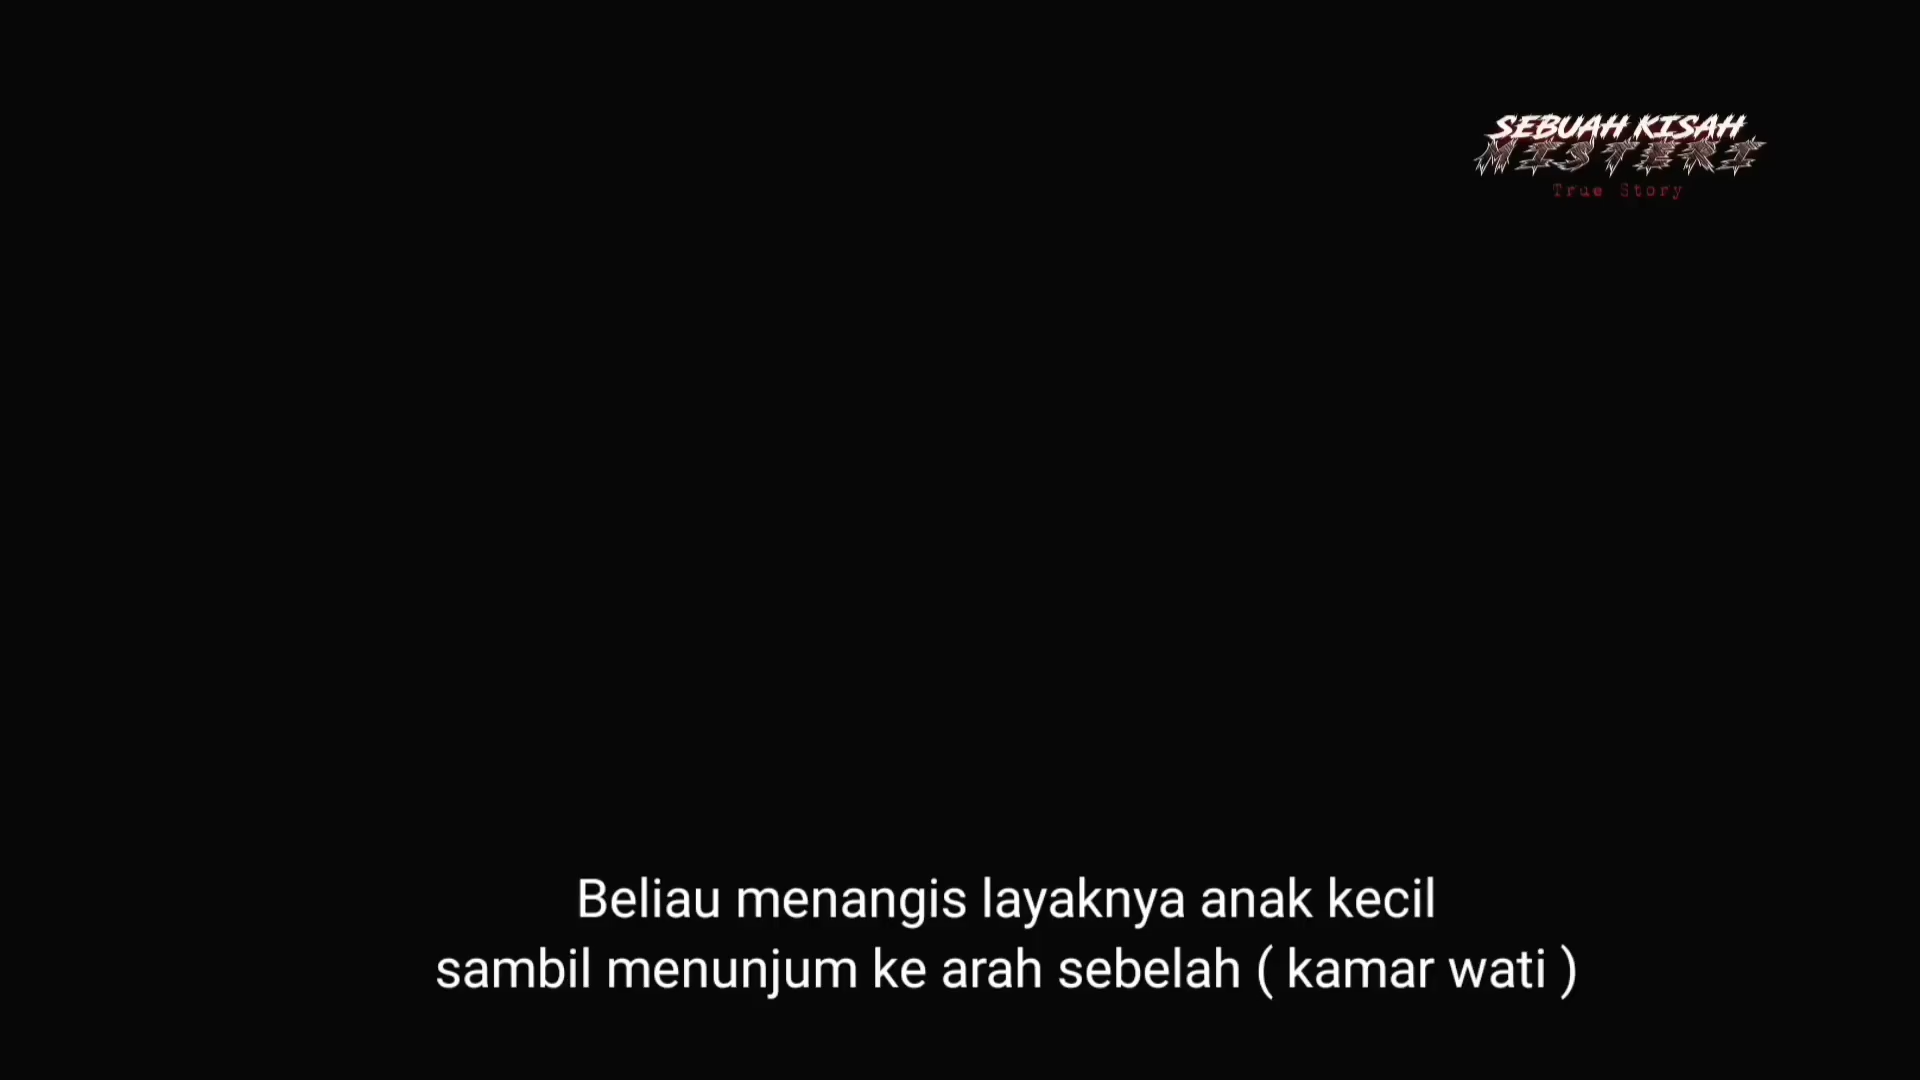 SEBUAH KISAH
MISTERI
True Story
Beliau menangis layaknya anak kecil
sambil menunjum ke arah sebelah ( kamar wati )